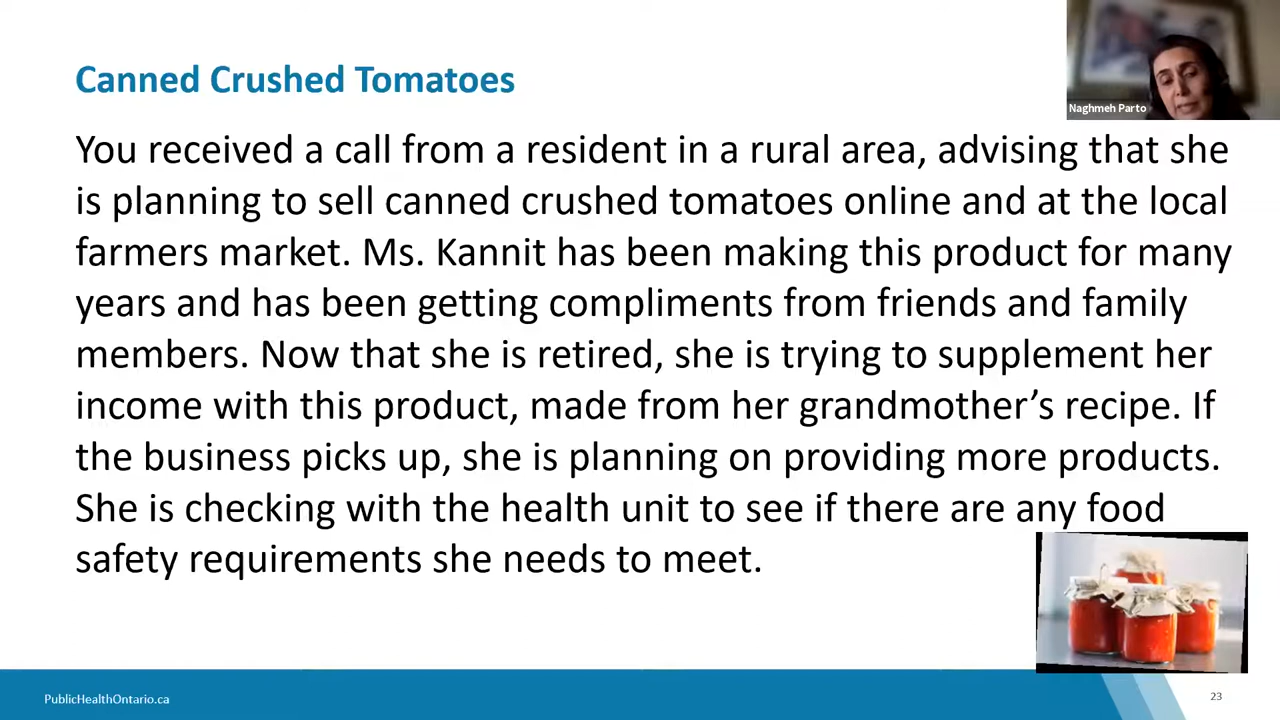 Canned Crushed Tomatoes
Naghmeh Parto
You received a call from a resident in a rural area, advising that she
is planning to sell canned crushed tomatoes online and at the local
farmers market. Ms. Kannit has been making this product for many
years and has been getting compliments from friends and family
members. Now that she is retired, she is trying to supplement her
income with this product, made from her grandmother’s recipe. If
the business picks up, she is planning on providing more products.
She is checking with the health unit to see if there are any food
safety requirements she needs to meet.
PublicHealthOntario.ca
23